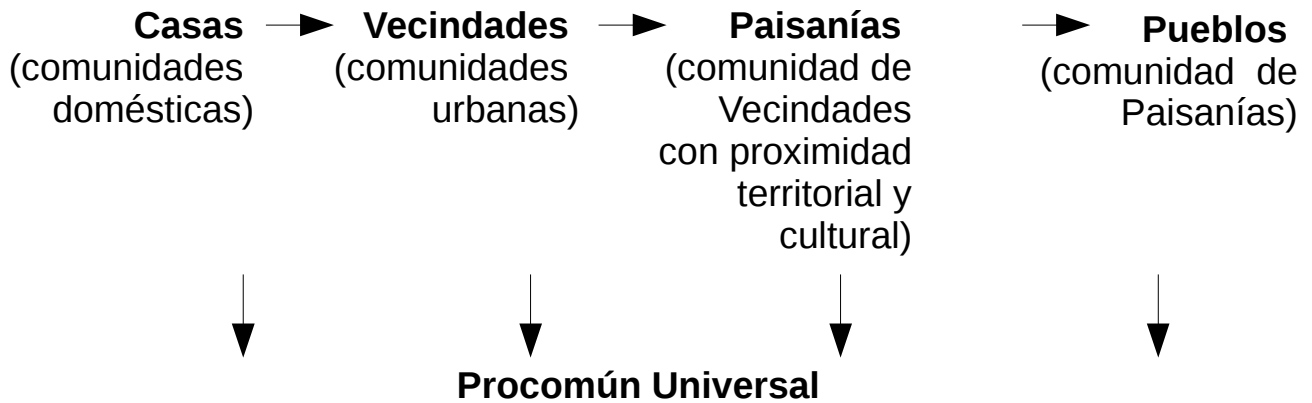 Casas
(comunidades
domésticas)
Vecindades
(comunidades
urbanas)
Paisanías
(comunidad de
Vecindades
con proximidad
territorial y
cultural)
Pueblos
(comunidad de
Paisanías)
Procomún Universal